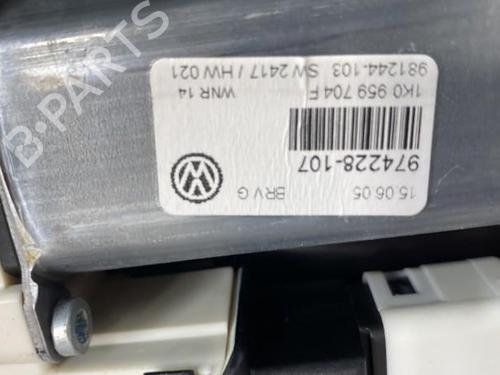 15.06.05 BRV G
974228-107
1K0 959 704 F WNR 14
981244-103 SW 2417 / HW 021
B-PARTS